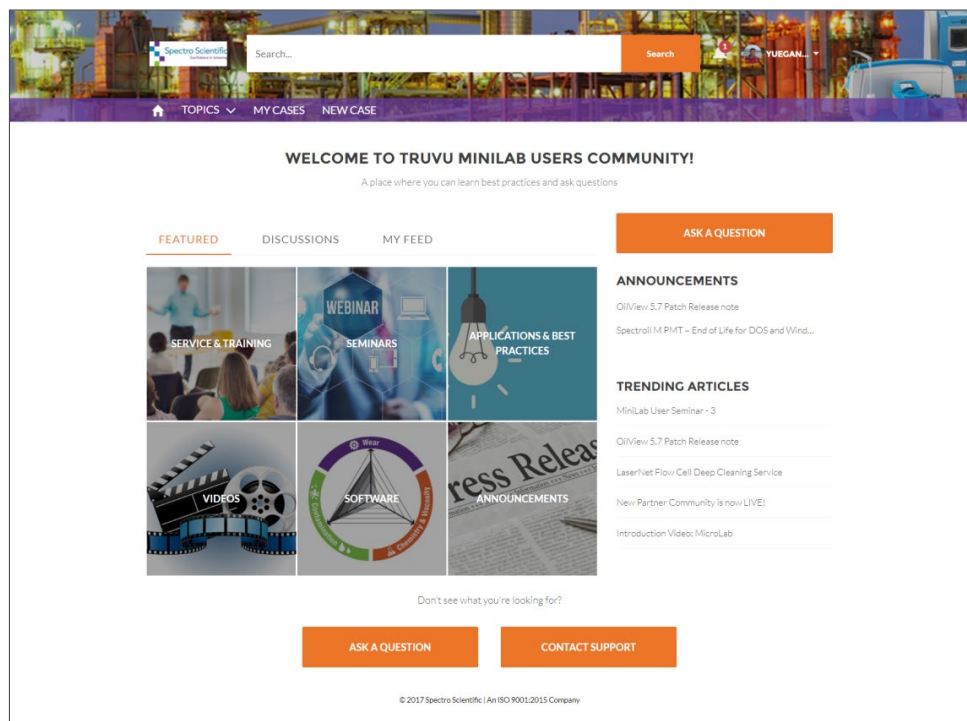 Spectro Scientific
Search...
Search
1
YUEGAN...
TOPICS
MY CASES
NEW CASE
WELCOME TO TRUVU MINILAB USERS COMMUNITY!
A place where you can learn best practices and ask questions
FEATURED
DISCUSSIONS
MY FEED
SERVICE & TRAINING
WEBINAR
SEMINARS
APPLICATIONS & BEST
PRACTICES
VIDEOS
Wear
Contamination
Chemistry & Viscosity
SOFTWARE
ress Releas
ANNOUNCEMENTS
ASK A QUESTION
ANNOUNCEMENTS
OilView 5.7 Patch Release note
Spectroil M PMT – End of Life for DOS and Wind...
TRENDING ARTICLES
MiniLab User Seminar - 3
OilView 5.7 Patch Release note
LaserNet Flow Cell Deep Cleaning Service
New Partner Community is now LIVE!
Introduction Video: MicroLab
Don't see what you're looking for?
ASK A QUESTION
CONTACT SUPPORT
© 2017 Spectro Scientific | An ISO 9001:2015 Company